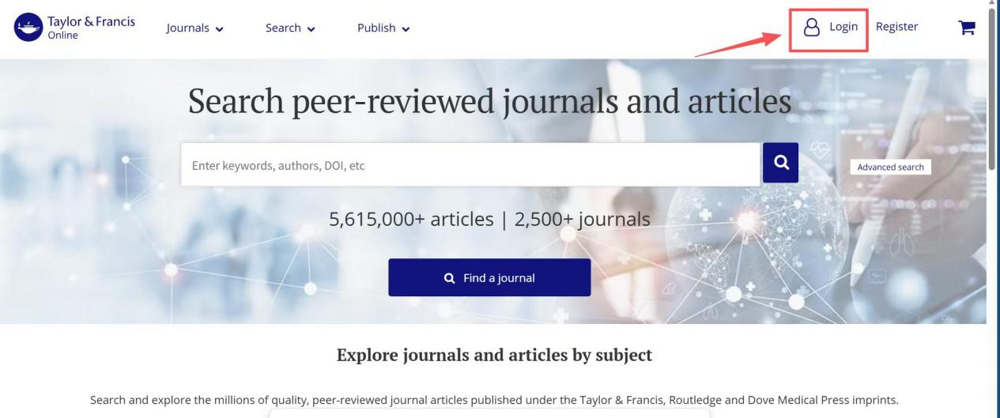 Taylor & Francis
Online
Journals
Search
Publish
Login
Register
Search peer-reviewed journals and articles
Enter keywords, authors, DOI, etc
Advanced search
5,615,000+ articles | 2,500+ journals
Find a journal
Explore journals and articles by subject
Search and explore the millions of quality, peer-reviewed journal articles published under the Taylor & Francis, Routledge and Dove Medical Press imprints.